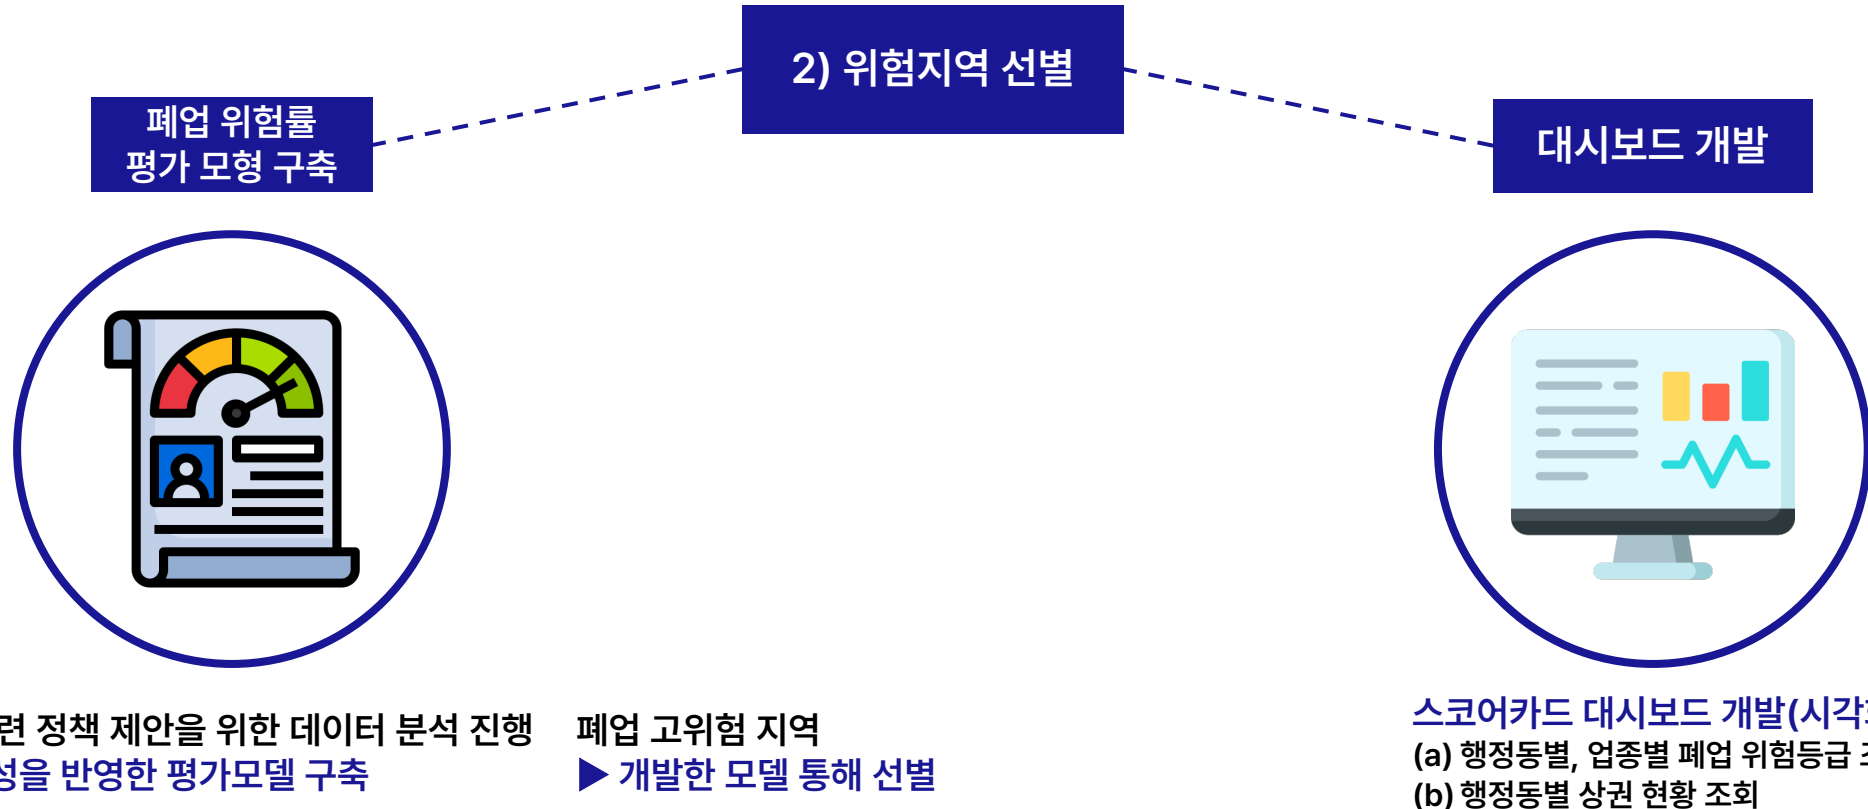 2) 위험지역 선별
폐업 위험률
평가 모형 구축
대시보드 개발
련 정책 제안을 위한 데이터 분석 진행
성을 반영한 평가모델 구축
폐업 고위험 지역
▶ 개발한 모델 통해 선별
스코어카드 대시보드 개발(시각
(a) 행정동별, 업종별 폐업 위험등급
(b) 행정동별 상권 현황 조회